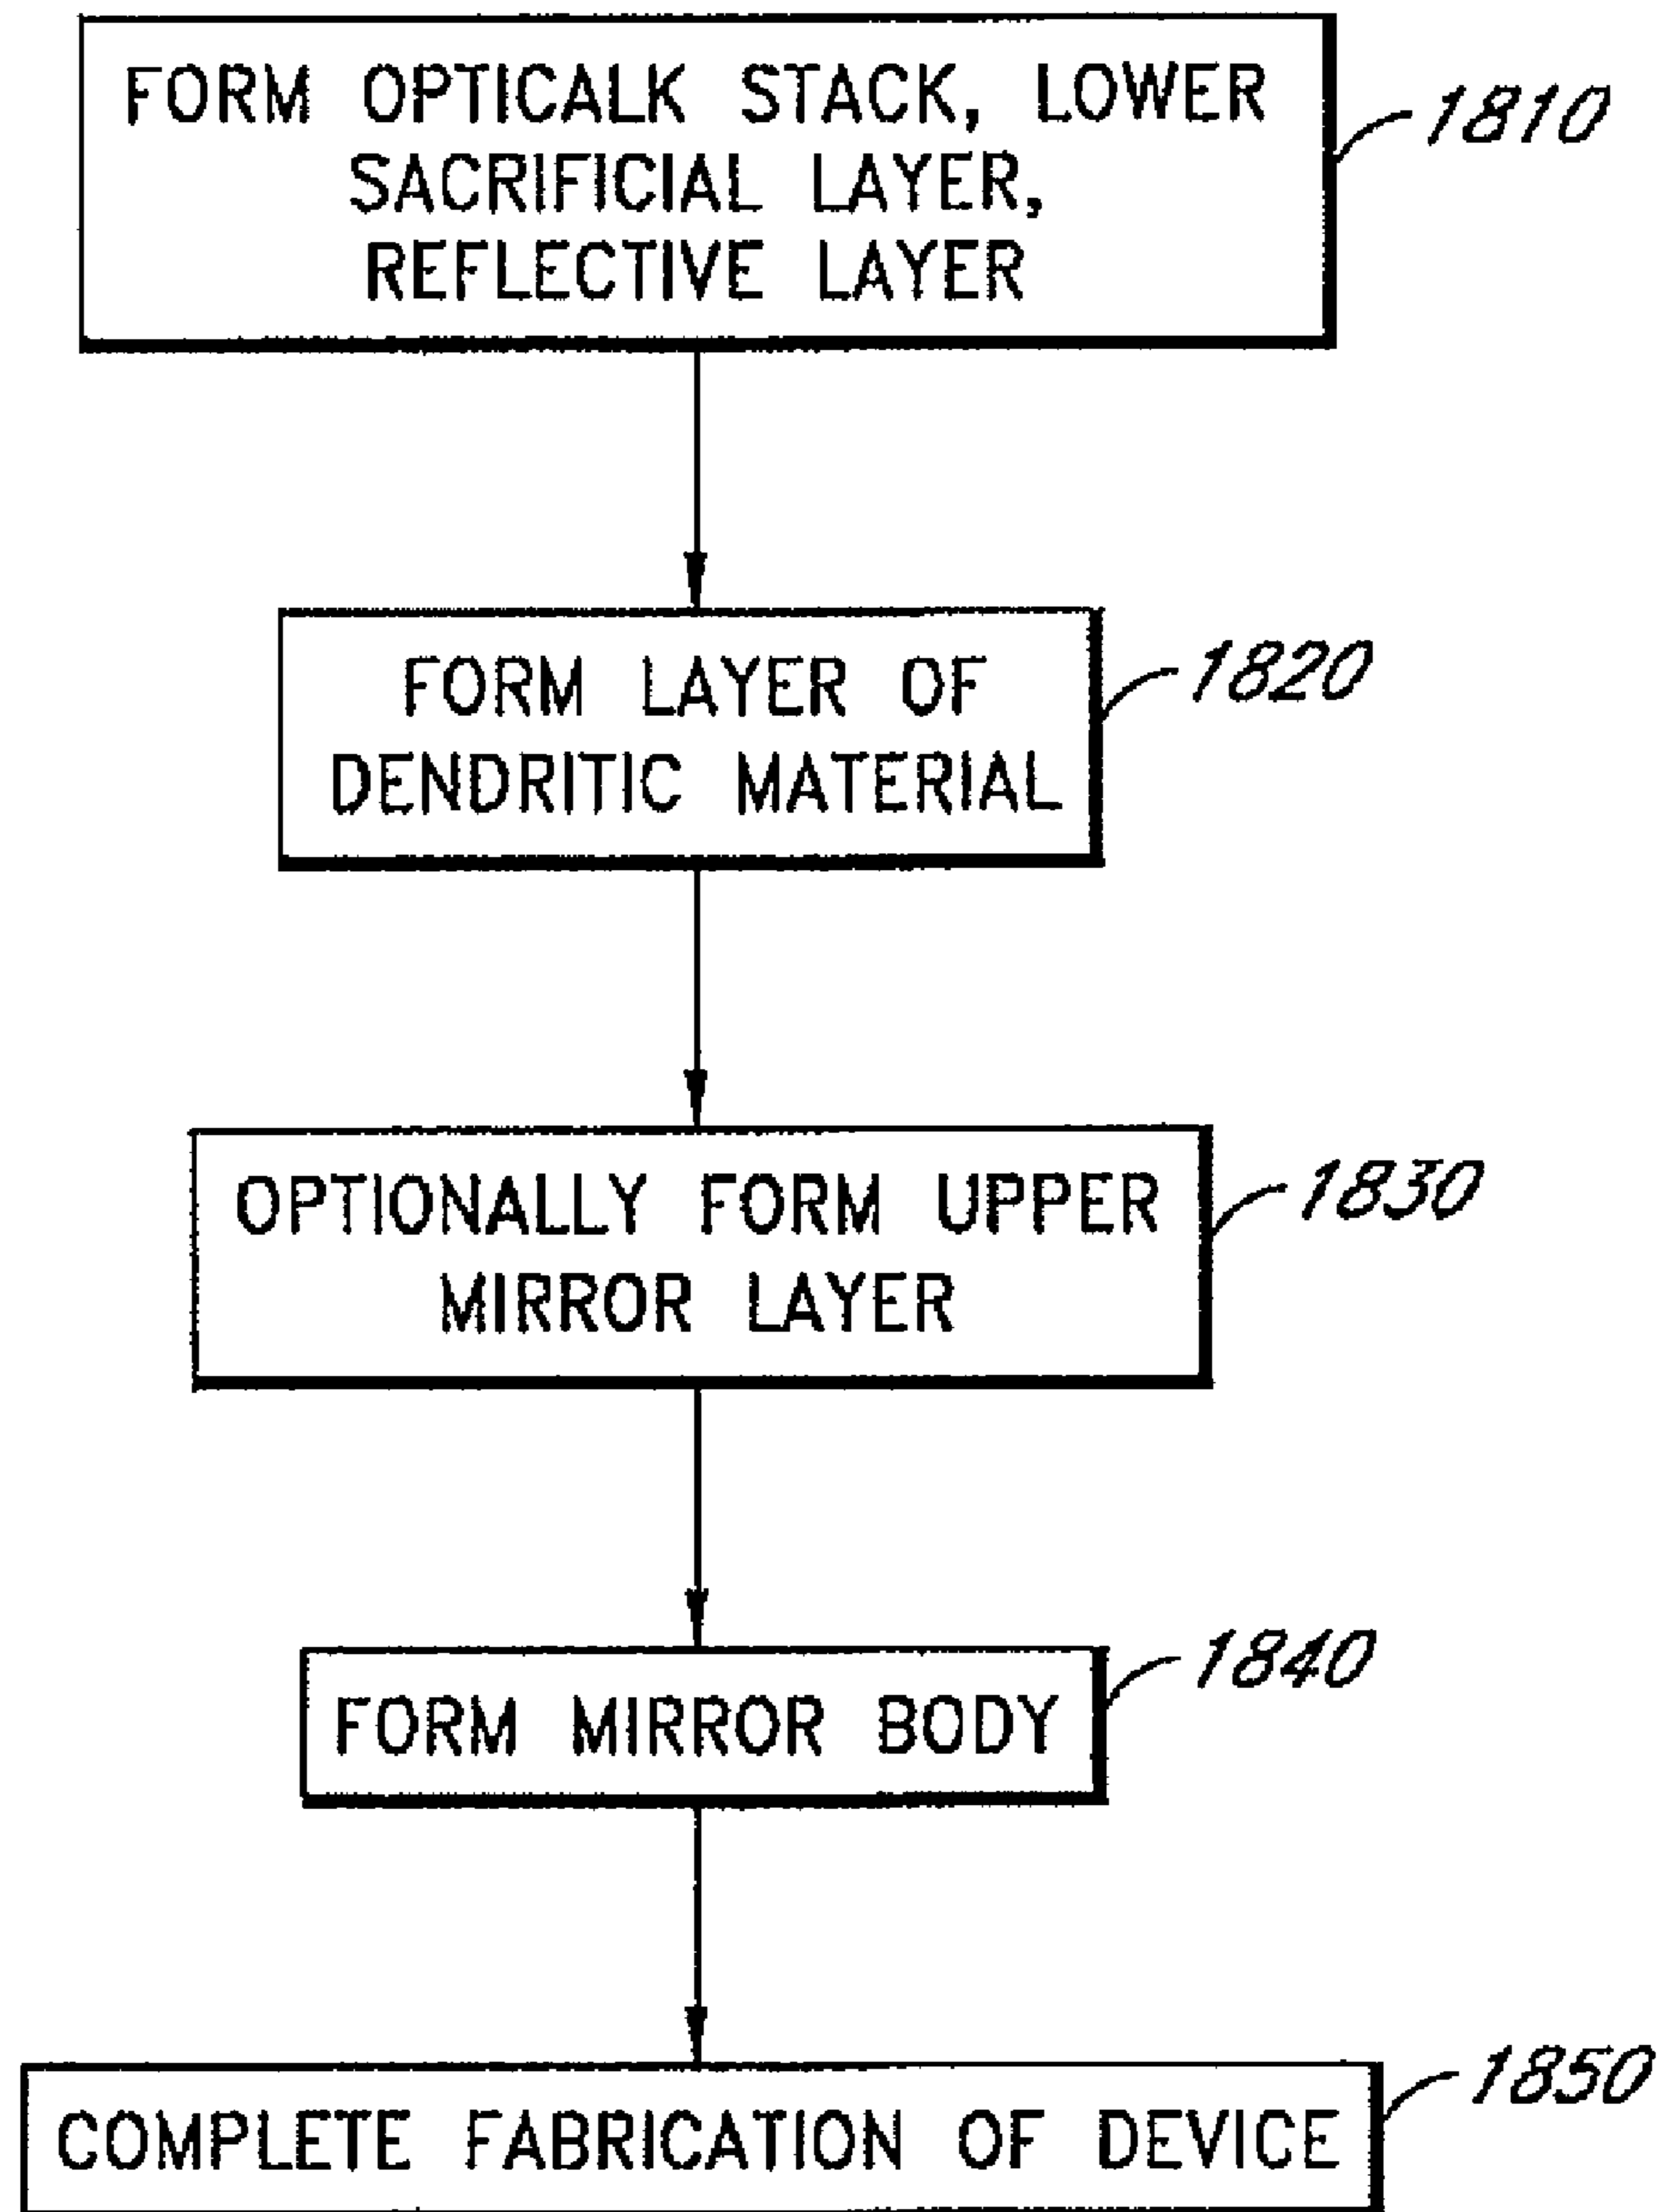 FORM OPTICALK STACK, LOWER
SACRIFICIAL LAYER,
REFLECTIVE LAYER
1810
FORM LAYER OF
DENDRITIC MATERIAL
1820
OPTIONALLY FORM UPPER
MIRROR LAYER
1830
FORM MIRROR BODY
1840
COMPLETE FABRICATION OF DEVICE
1850